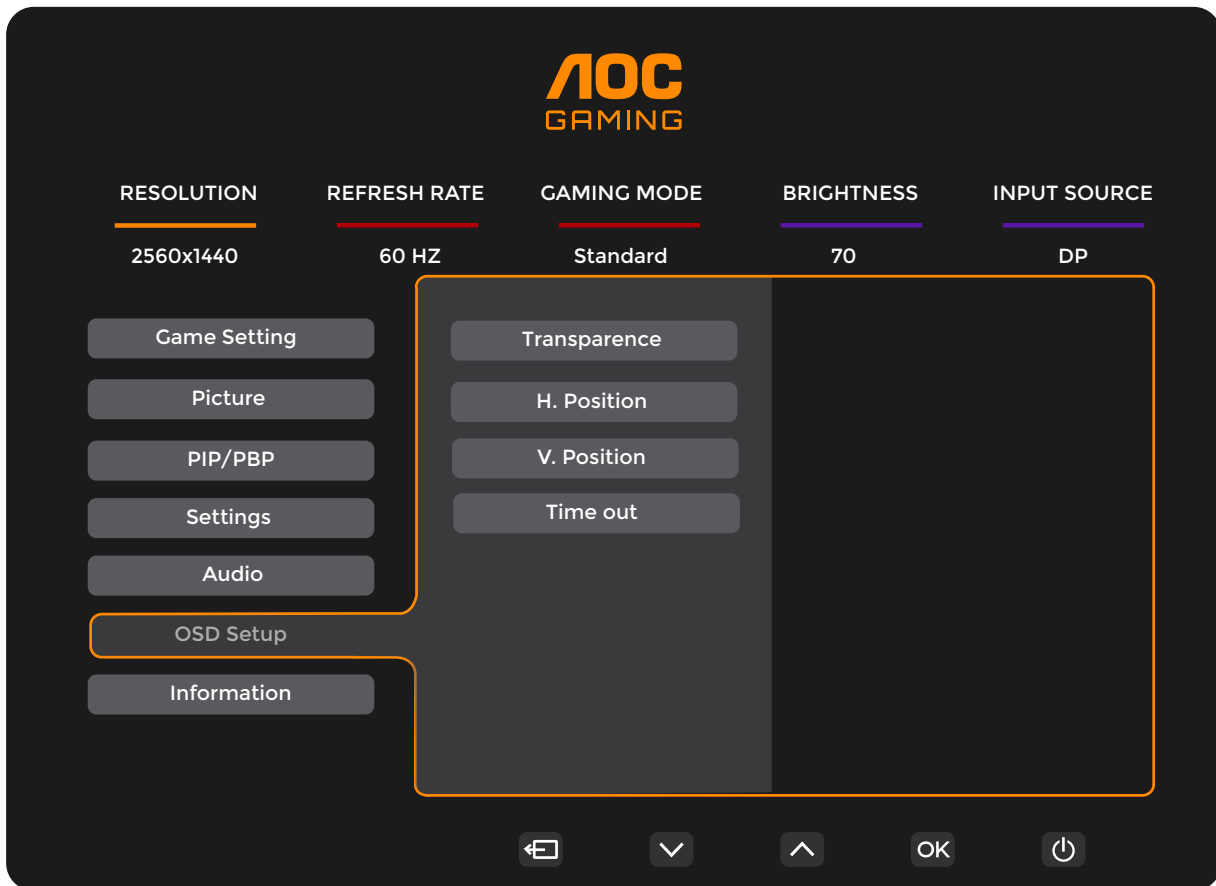 AOC
GAMING
RESOLUTION REFRESH RATE GAMING MODE BRIGHTNESS INPUT SOURCE
2560x1440 60 HZ Standard 70 DP
Game Setting
Picture
PIP/PBP
Settings
Audio
OSD Setup
Information
Transparence
H. Position
V. Position
Time out
OK